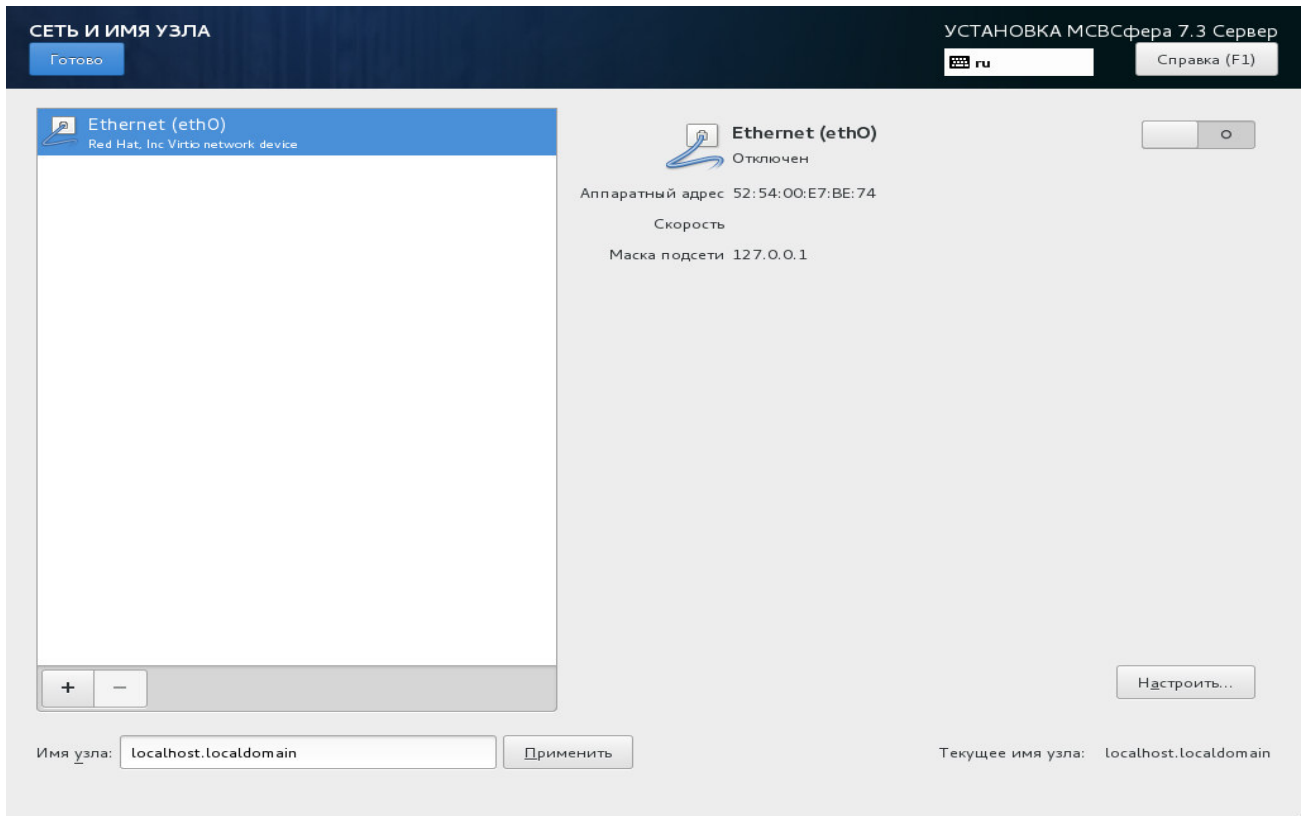 СЕТЬ И ИМЯ УЗЛА
УСТАНОВКА МСВСфера 7.3 Сервер
Готово
ru
Справка (F1)
Ethernet (eth0)
Red Hat, Inc Virtio network device
Ethernet (eth0)
Отключен
Аппаратный адрес 52:54:00:E7:BE:74
Скорость
Маска подсети 127.0.0.1
+ −
Настроить...
Имя узла: localhost.localdomain Применить
Текущее имя узла: localhost.localdomain